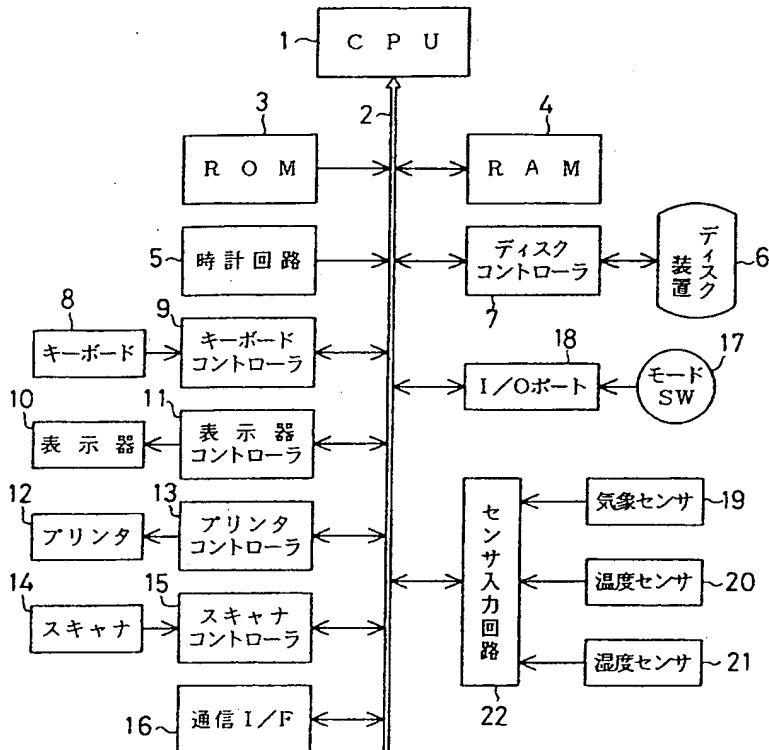 1
CPU
2
3
ROM
4
RAM
5
時計回路
ディスク
コントローラ
7
ディスク
装置
6
8
キーボード
9
キーボード
コントローラ
18
I/Oポート
17
モード
SW
10
表示器
11
表示器
コントローラ
12
プリンタ
13
プリンタ
コントローラ
14
スキャナ
15
スキャナ
コントローラ
16
通信I/F
センサ入力回路
22
気象センサ
19
温度センサ
20
湿度センサ
21